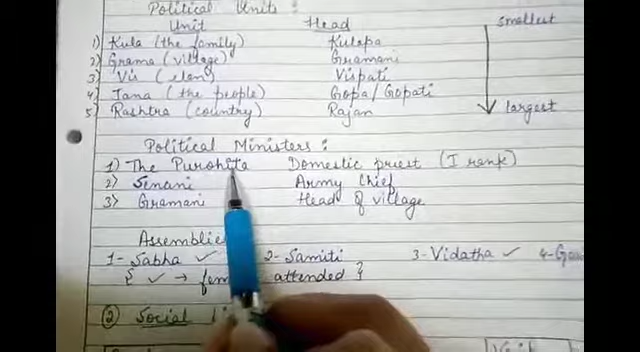 Political Units :
Unit Head smallest
1) Kula (the family) Kulapa
2) Grama (village) Gramani
3) Vis (clan) Vispati
4) Jana (the people) Gopa/Gopati
5) Rashtra (country) Rajan largest
Political Ministers :
1) The Purohita Domestic priest (I rank)
2) Senani Army Chief
3) Gramani Head of village
Assemblie
1- Sabha ✓ 2- Samiti 3- Vidatha ✓ 4-
{ ✓ → attended }
② Social